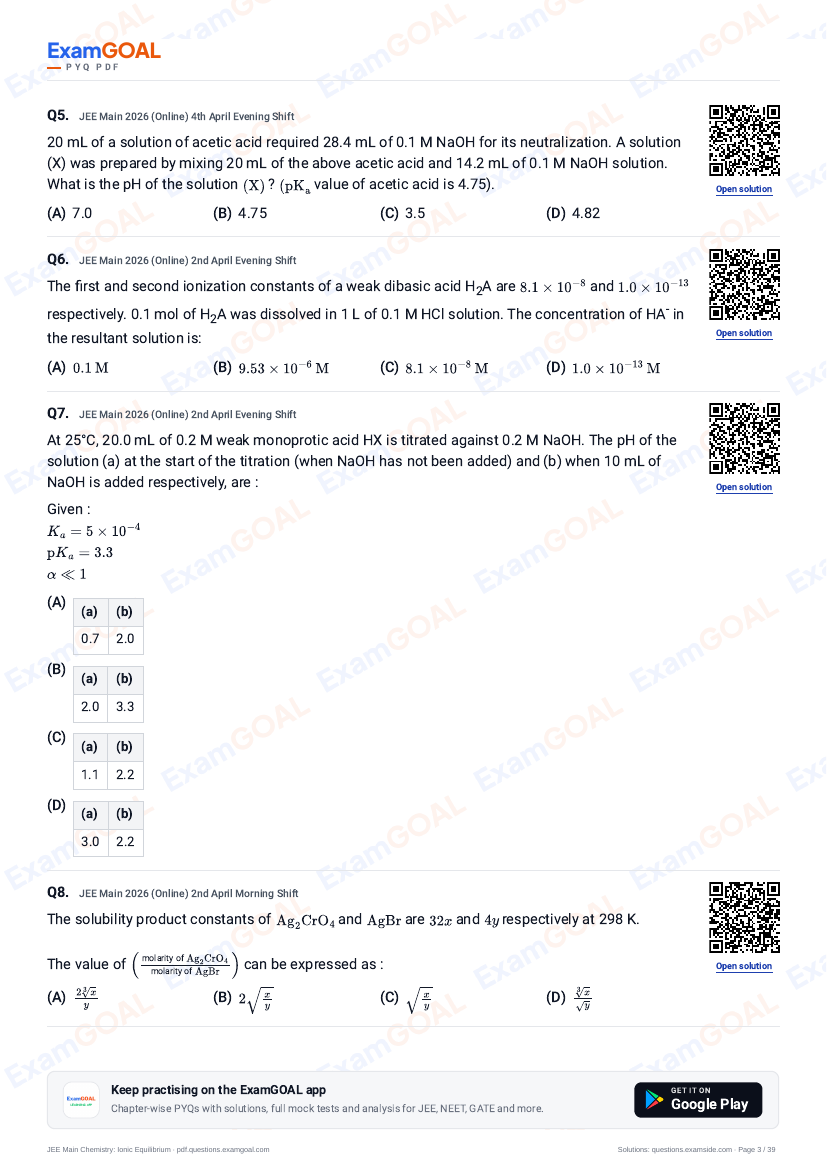 ExamGOAL
PYQ PDF
Q5. JEE Main 2026 (Online) 4th April Evening Shift
20 mL of a solution of acetic acid required 28.4 mL of 0.1 M NaOH for its neutralization. A solution
(X) was prepared by mixing 20 mL of the above acetic acid and 14.2 mL of 0.1 M NaOH solution.
What is the pH of the solution (X) ? (pKₐ value of acetic acid is 4.75).
Open solution
(A) 7.0 (B) 4.75 (C) 3.5 (D) 4.82
Q6. JEE Main 2026 (Online) 2nd April Evening Shift
The first and second ionization constants of a weak dibasic acid H₂A are 8.1 × 10⁻⁸ and 1.0 × 10⁻¹³
respectively. 0.1 mol of H₂A was dissolved in 1 L of 0.1 M HCl solution. The concentration of HA⁻ in
the resultant solution is:
Open solution
(A) 0.1 M (B) 9.53 × 10⁻⁶ M (C) 8.1 × 10⁻⁸ M (D) 1.0 × 10⁻¹³ M
Q7. JEE Main 2026 (Online) 2nd April Evening Shift
At 25°C, 20.0 mL of 0.2 M weak monoprotic acid HX is titrated against 0.2 M NaOH. The pH of the
solution (a) at the start of the titration (when NaOH has not been added) and (b) when 10 mL of
NaOH is added respectively, are :
Open solution
Given :
Kₐ = 5 × 10⁻⁴
pKₐ = 3.3
α ≪ 1
(A) (a) (b)
0.7 2.0
(B) (a) (b)
2.0 3.3
(C) (a) (b)
1.1 2.2
(D) (a) (b)
3.0 2.2
Q8. JEE Main 2026 (Online) 2nd April Morning Shift
The solubility product constants of Ag₂CrO₄ and AgBr are 32x and 4y respectively at 298 K.
The value of (molarity of Ag₂CrO₄ / molarity of AgBr) can be expressed as :
Open solution
(A) 2∛x / y (B) 2√(x/y) (C) √(x/y) (D) ∛x / √y
Keep practising on the ExamGOAL app
Chapter-wise PYQs with solutions, full mock tests and analysis for JEE, NEET, GATE and more.
GET IT ON
Google Play
JEE Main Chemistry: Ionic Equilibrium · pdf.questions.examgoal.com Solutions: questions.examside.com · Page 3 / 39